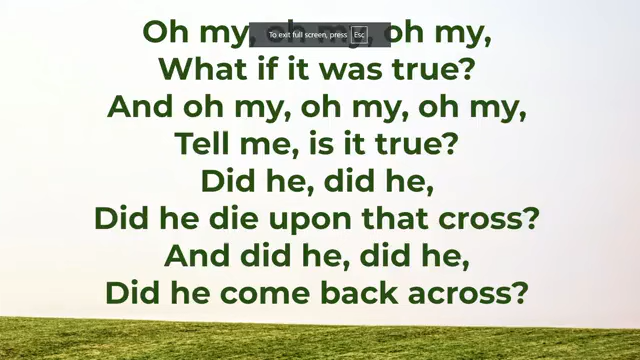 Oh my, oh my, oh my,
To exit full screen, press Esc
What if it was true?
And oh my, oh my, oh my,
Tell me, is it true?
Did he, did he,
Did he die upon that cross?
And did he, did he,
Did he come back across?